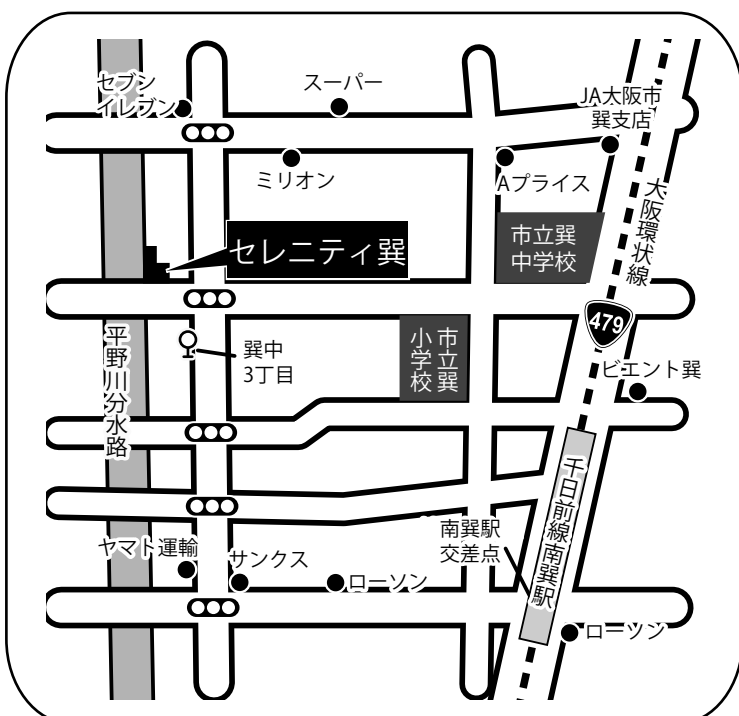 セブン
イレブン
スーパー
JA大阪市
巽支店
ミリオン
Aプライス
大阪環状線
市立巽
中学校
セレニティ巽
479
平野川分水路
巽中
3丁目
市立巽
小学校
ビエント巽
千日前線南巽駅
南巽駅
交差点
ヤマト運輸
サンクス
ローソン
ローソン